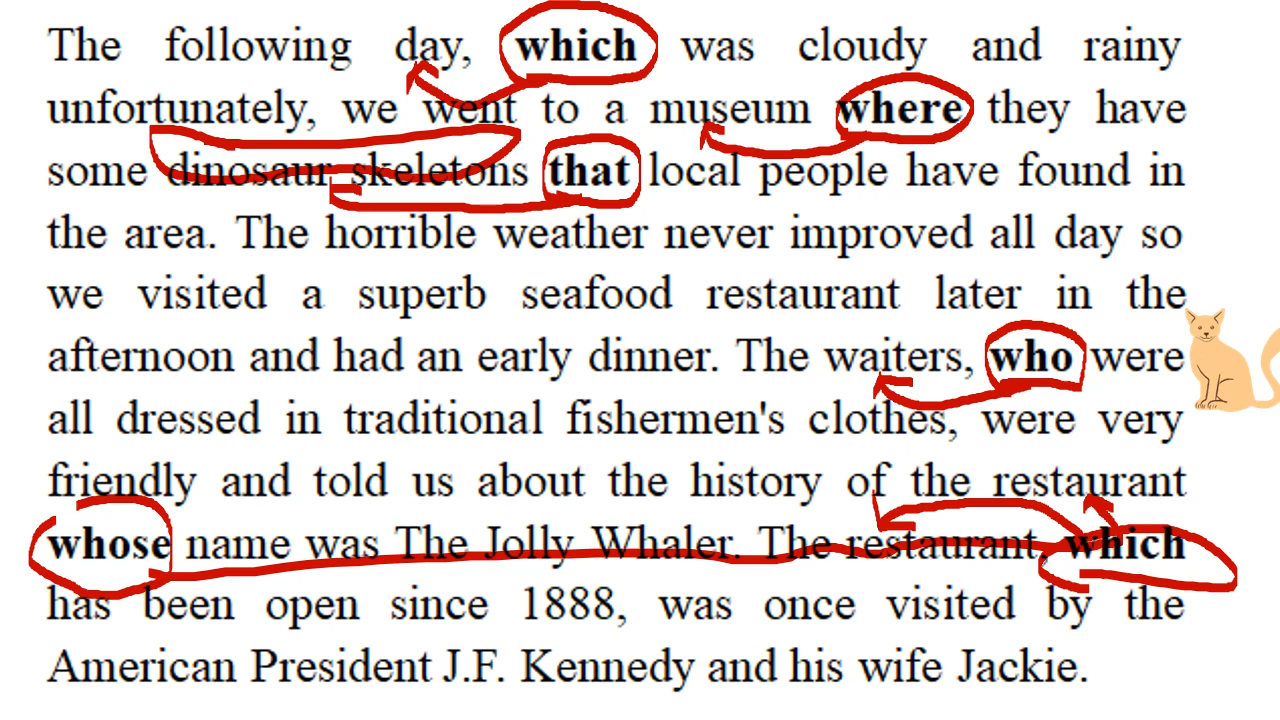 The following day, which was cloudy and rainy
unfortunately, we went to a museum where they have
some dinosaur skeletons that local people have found in
the area. The horrible weather never improved all day so
we visited a superb seafood restaurant later in the
afternoon and had an early dinner. The waiters, who were
all dressed in traditional fishermen's clothes, were very
friendly and told us about the history of the restaurant
whose name was The Jolly Whaler. The restaurant, which
has been open since 1888, was once visited by the
American President J.F. Kennedy and his wife Jackie.